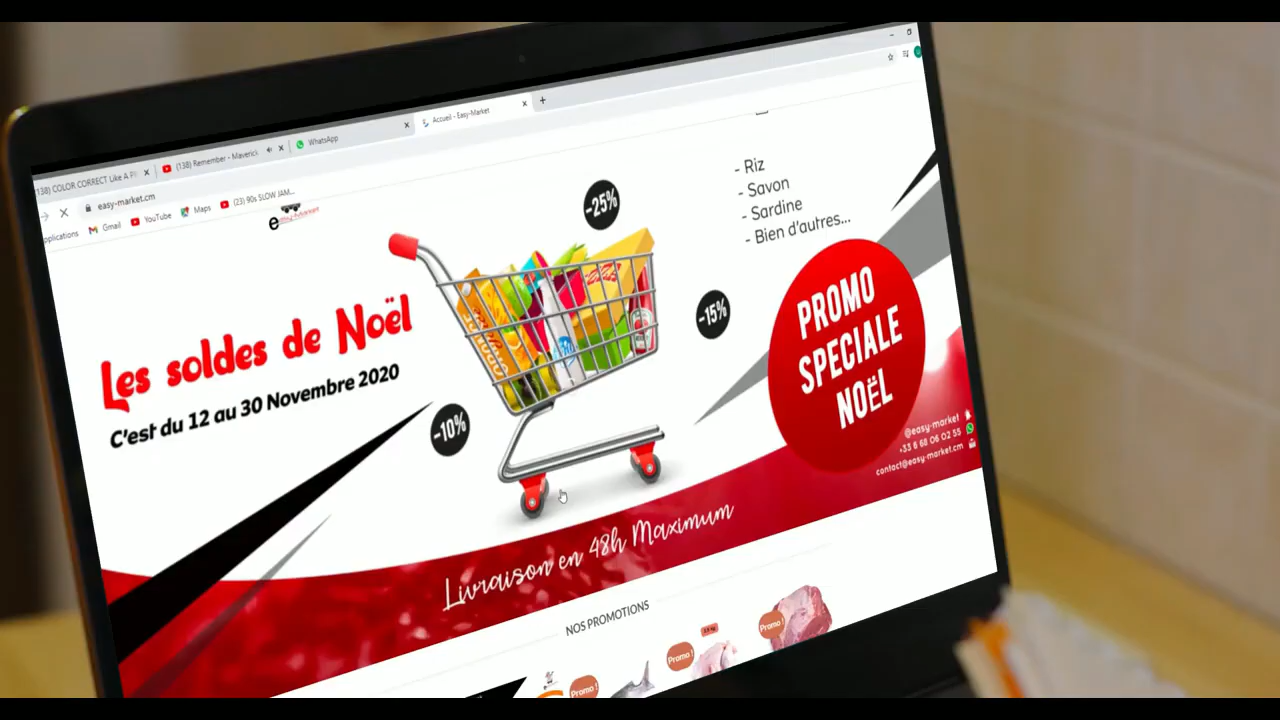 (138) COLOR CORRECT Like A P
(138) Remember - Maverick
WhatsApp
Accueil - Easy-Market
easy-market.cm
pplications
Gmail
YouTube
Maps
(23) 90s SLOW JAM...
-25%
- Riz
- Savon
- Sardine
- Bien d'autres...
Les soldes de Noël
C'est du 12 au 30 Novembre 2020
-15%
-10%
PROMO
SPECIALE
NOËL
@easy-market
+33 6 68 06 02 55
contact@easy-market.cm
Livraison en 48h Maximum
NOS PROMOTIONS
Promo !
Promo !
Promo !